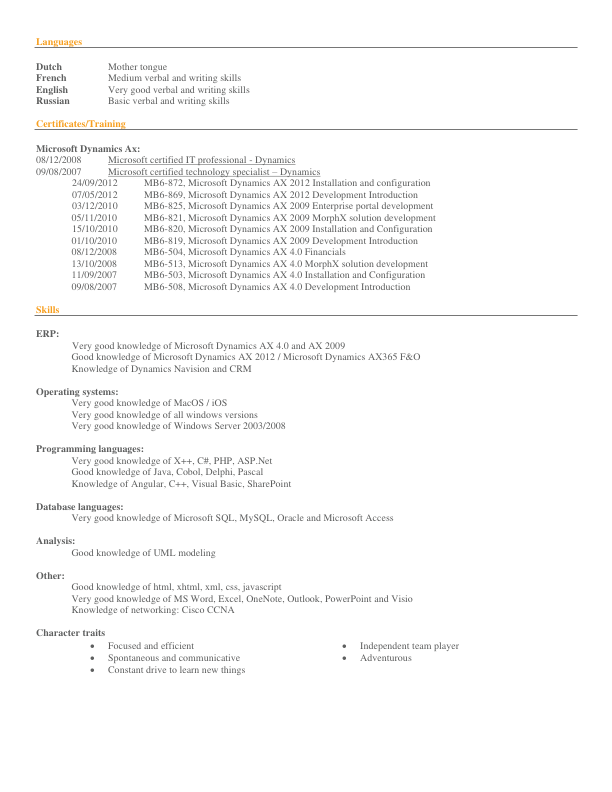 Languages
Dutch Mother tongue
French Medium verbal and writing skills
English Very good verbal and writing skills
Russian Basic verbal and writing skills
Certificates/Training
Microsoft Dynamics Ax:
08/12/2008 Microsoft certified IT professional - Dynamics
09/08/2007 Microsoft certified technology specialist – Dynamics
24/09/2012 MB6-872, Microsoft Dynamics AX 2012 Installation and configuration
07/05/2012 MB6-869, Microsoft Dynamics AX 2012 Development Introduction
03/12/2010 MB6-825, Microsoft Dynamics AX 2009 Enterprise portal development
05/11/2010 MB6-821, Microsoft Dynamics AX 2009 MorphX solution development
15/10/2010 MB6-820, Microsoft Dynamics AX 2009 Installation and Configuration
01/10/2010 MB6-819, Microsoft Dynamics AX 2009 Development Introduction
08/12/2008 MB6-504, Microsoft Dynamics AX 4.0 Financials
13/10/2008 MB6-513, Microsoft Dynamics AX 4.0 MorphX solution development
11/09/2007 MB6-503, Microsoft Dynamics AX 4.0 Installation and Configuration
09/08/2007 MB6-508, Microsoft Dynamics AX 4.0 Development Introduction
Skills
ERP:
Very good knowledge of Microsoft Dynamics AX 4.0 and AX 2009
Good knowledge of Microsoft Dynamics AX 2012 / Microsoft Dynamics AX365 F&O
Knowledge of Dynamics Navision and CRM
Operating systems:
Very good knowledge of MacOS / iOS
Very good knowledge of all windows versions
Very good knowledge of Windows Server 2003/2008
Programming languages:
Very good knowledge of X++, C#, PHP, ASP.Net
Good knowledge of Java, Cobol, Delphi, Pascal
Knowledge of Angular, C++, Visual Basic, SharePoint
Database languages:
Very good knowledge of Microsoft SQL, MySQL, Oracle and Microsoft Access
Analysis:
Good knowledge of UML modeling
Other:
Good knowledge of html, xhtml, xml, css, javascript
Very good knowledge of MS Word, Excel, OneNote, Outlook, PowerPoint and Visio
Knowledge of networking: Cisco CCNA
Character traits
• Focused and efficient
• Spontaneous and communicative
• Constant drive to learn new things
• Independent team player
• Adventurous